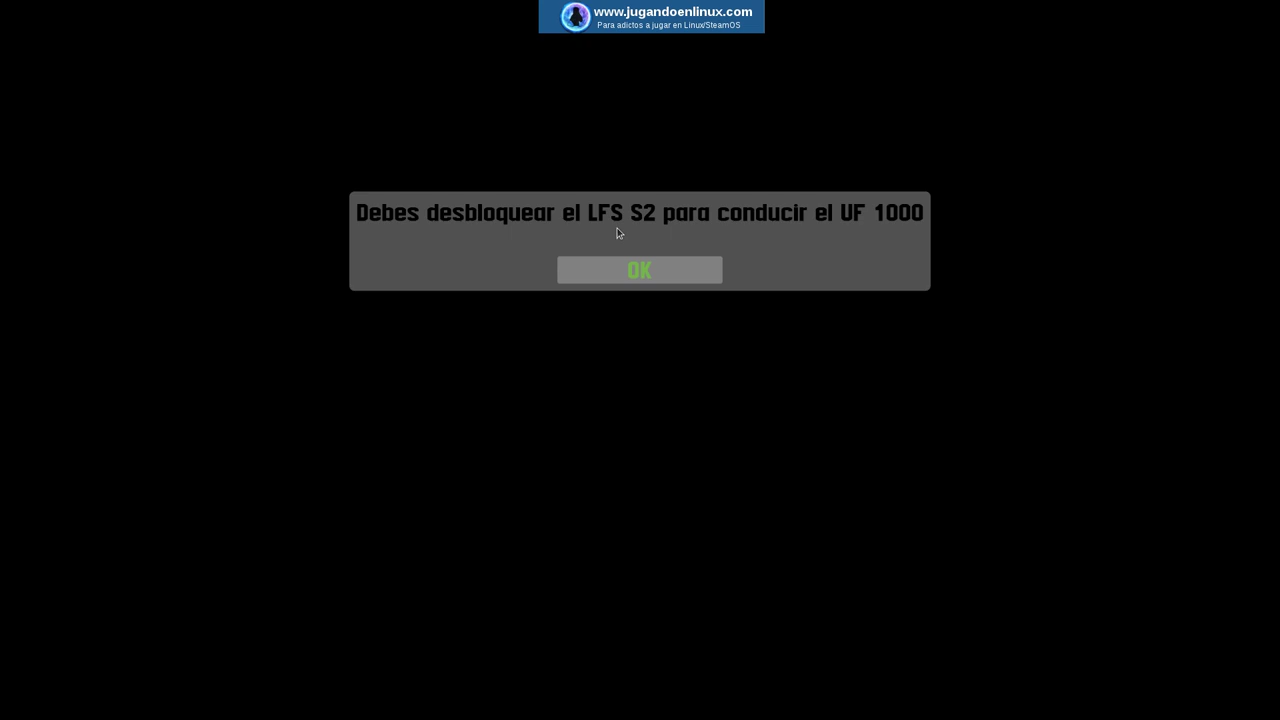 www.jugandoenlinux.com
Para adictos a jugar en Linux/SteamOS
Debes desbloquear el LFS S2 para conducir el UF 1000
OK